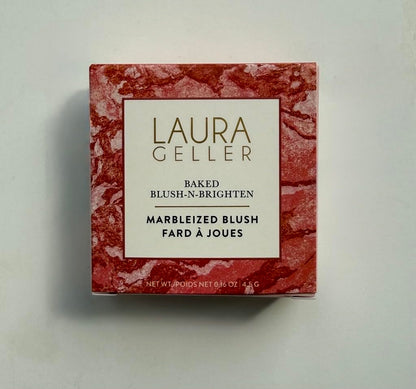 LAURA
GELLER
BAKED
BLUSH-N-BRIGHTEN
MARBLEIZED BLUSH
FARD À JOUES
NET WT./POIDS NET 0.16 OZ / 4.5 G